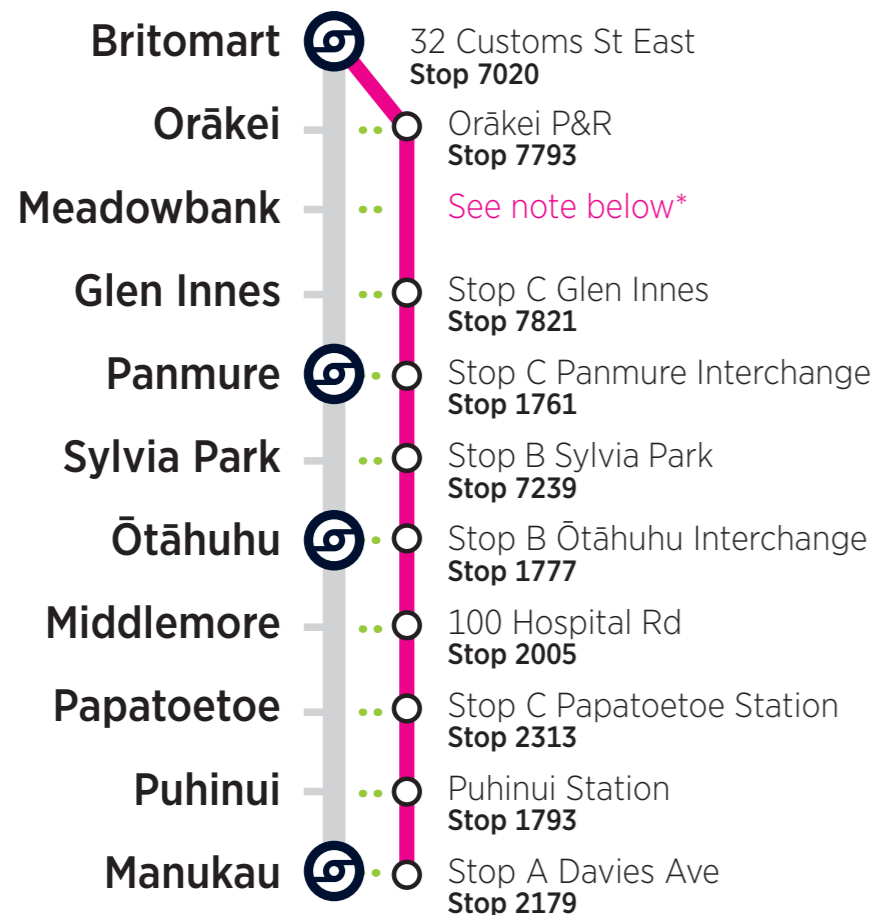 Britomart
32 Customs St East
Stop 7020
Orākei
Orākei P&R
Stop 7793
Meadowbank
See note below*
Glen Innes
Stop C Glen Innes
Stop 7821
Panmure
Stop C Panmure Interchange
Stop 1761
Sylvia Park
Stop B Sylvia Park
Stop 7239
Ōtāhuhu
Stop B Ōtāhuhu Interchange
Stop 1777
Middlemore
100 Hospital Rd
Stop 2005
Papatoetoe
Stop C Papatoetoe Station
Stop 2313
Puhinui
Puhinui Station
Stop 1793
Manukau
Stop A Davies Ave
Stop 2179